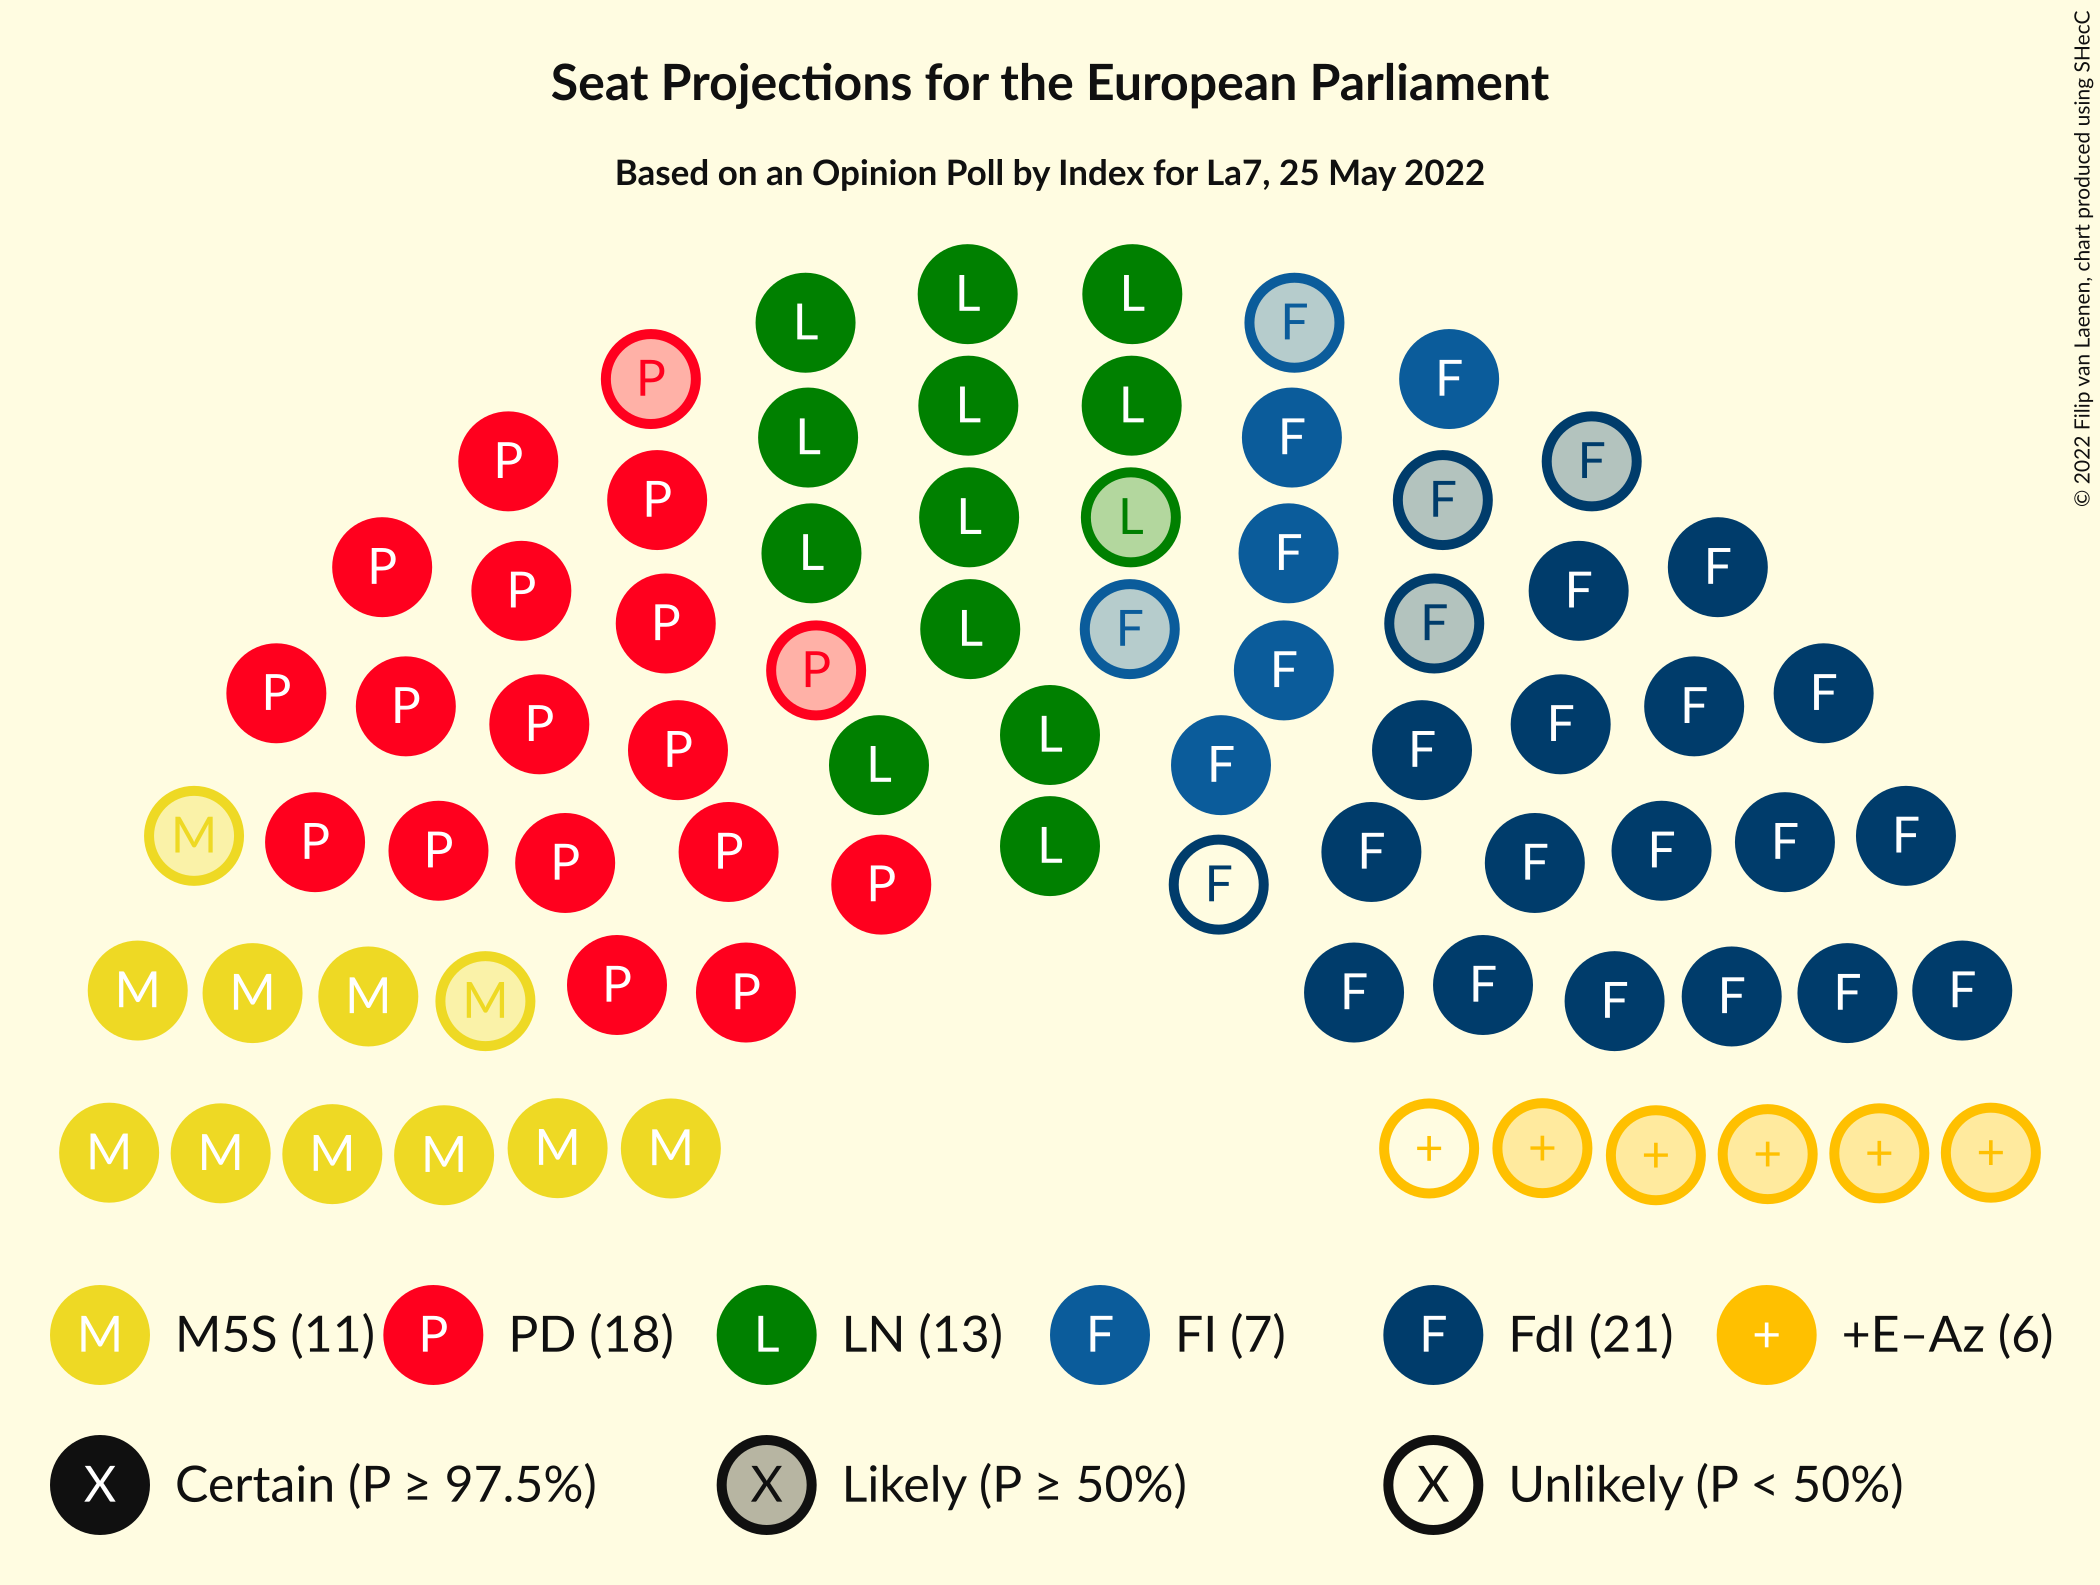 Seat Projections for the European Parliament
Based on an Opinion Poll by Index for La7, 25 May 2022
© 2022 Filip van Laenen, chart produced using SHecC
L L
L F
P L L F
L F
P L F F
P P L L F F
P L F
P P F F
P P L F F
P P P F F F
P P F F
L L F
M P P P P P L F F F F F F
M M M M P P F F F F F F
M M M M M M + + + + + +
M M5S (11) P PD (18) L LN (13) F FI (7) F FdI (21) + +E–Az (6)
X Certain (P ≥ 97.5%) X Likely (P ≥ 50%) X Unlikely (P < 50%)